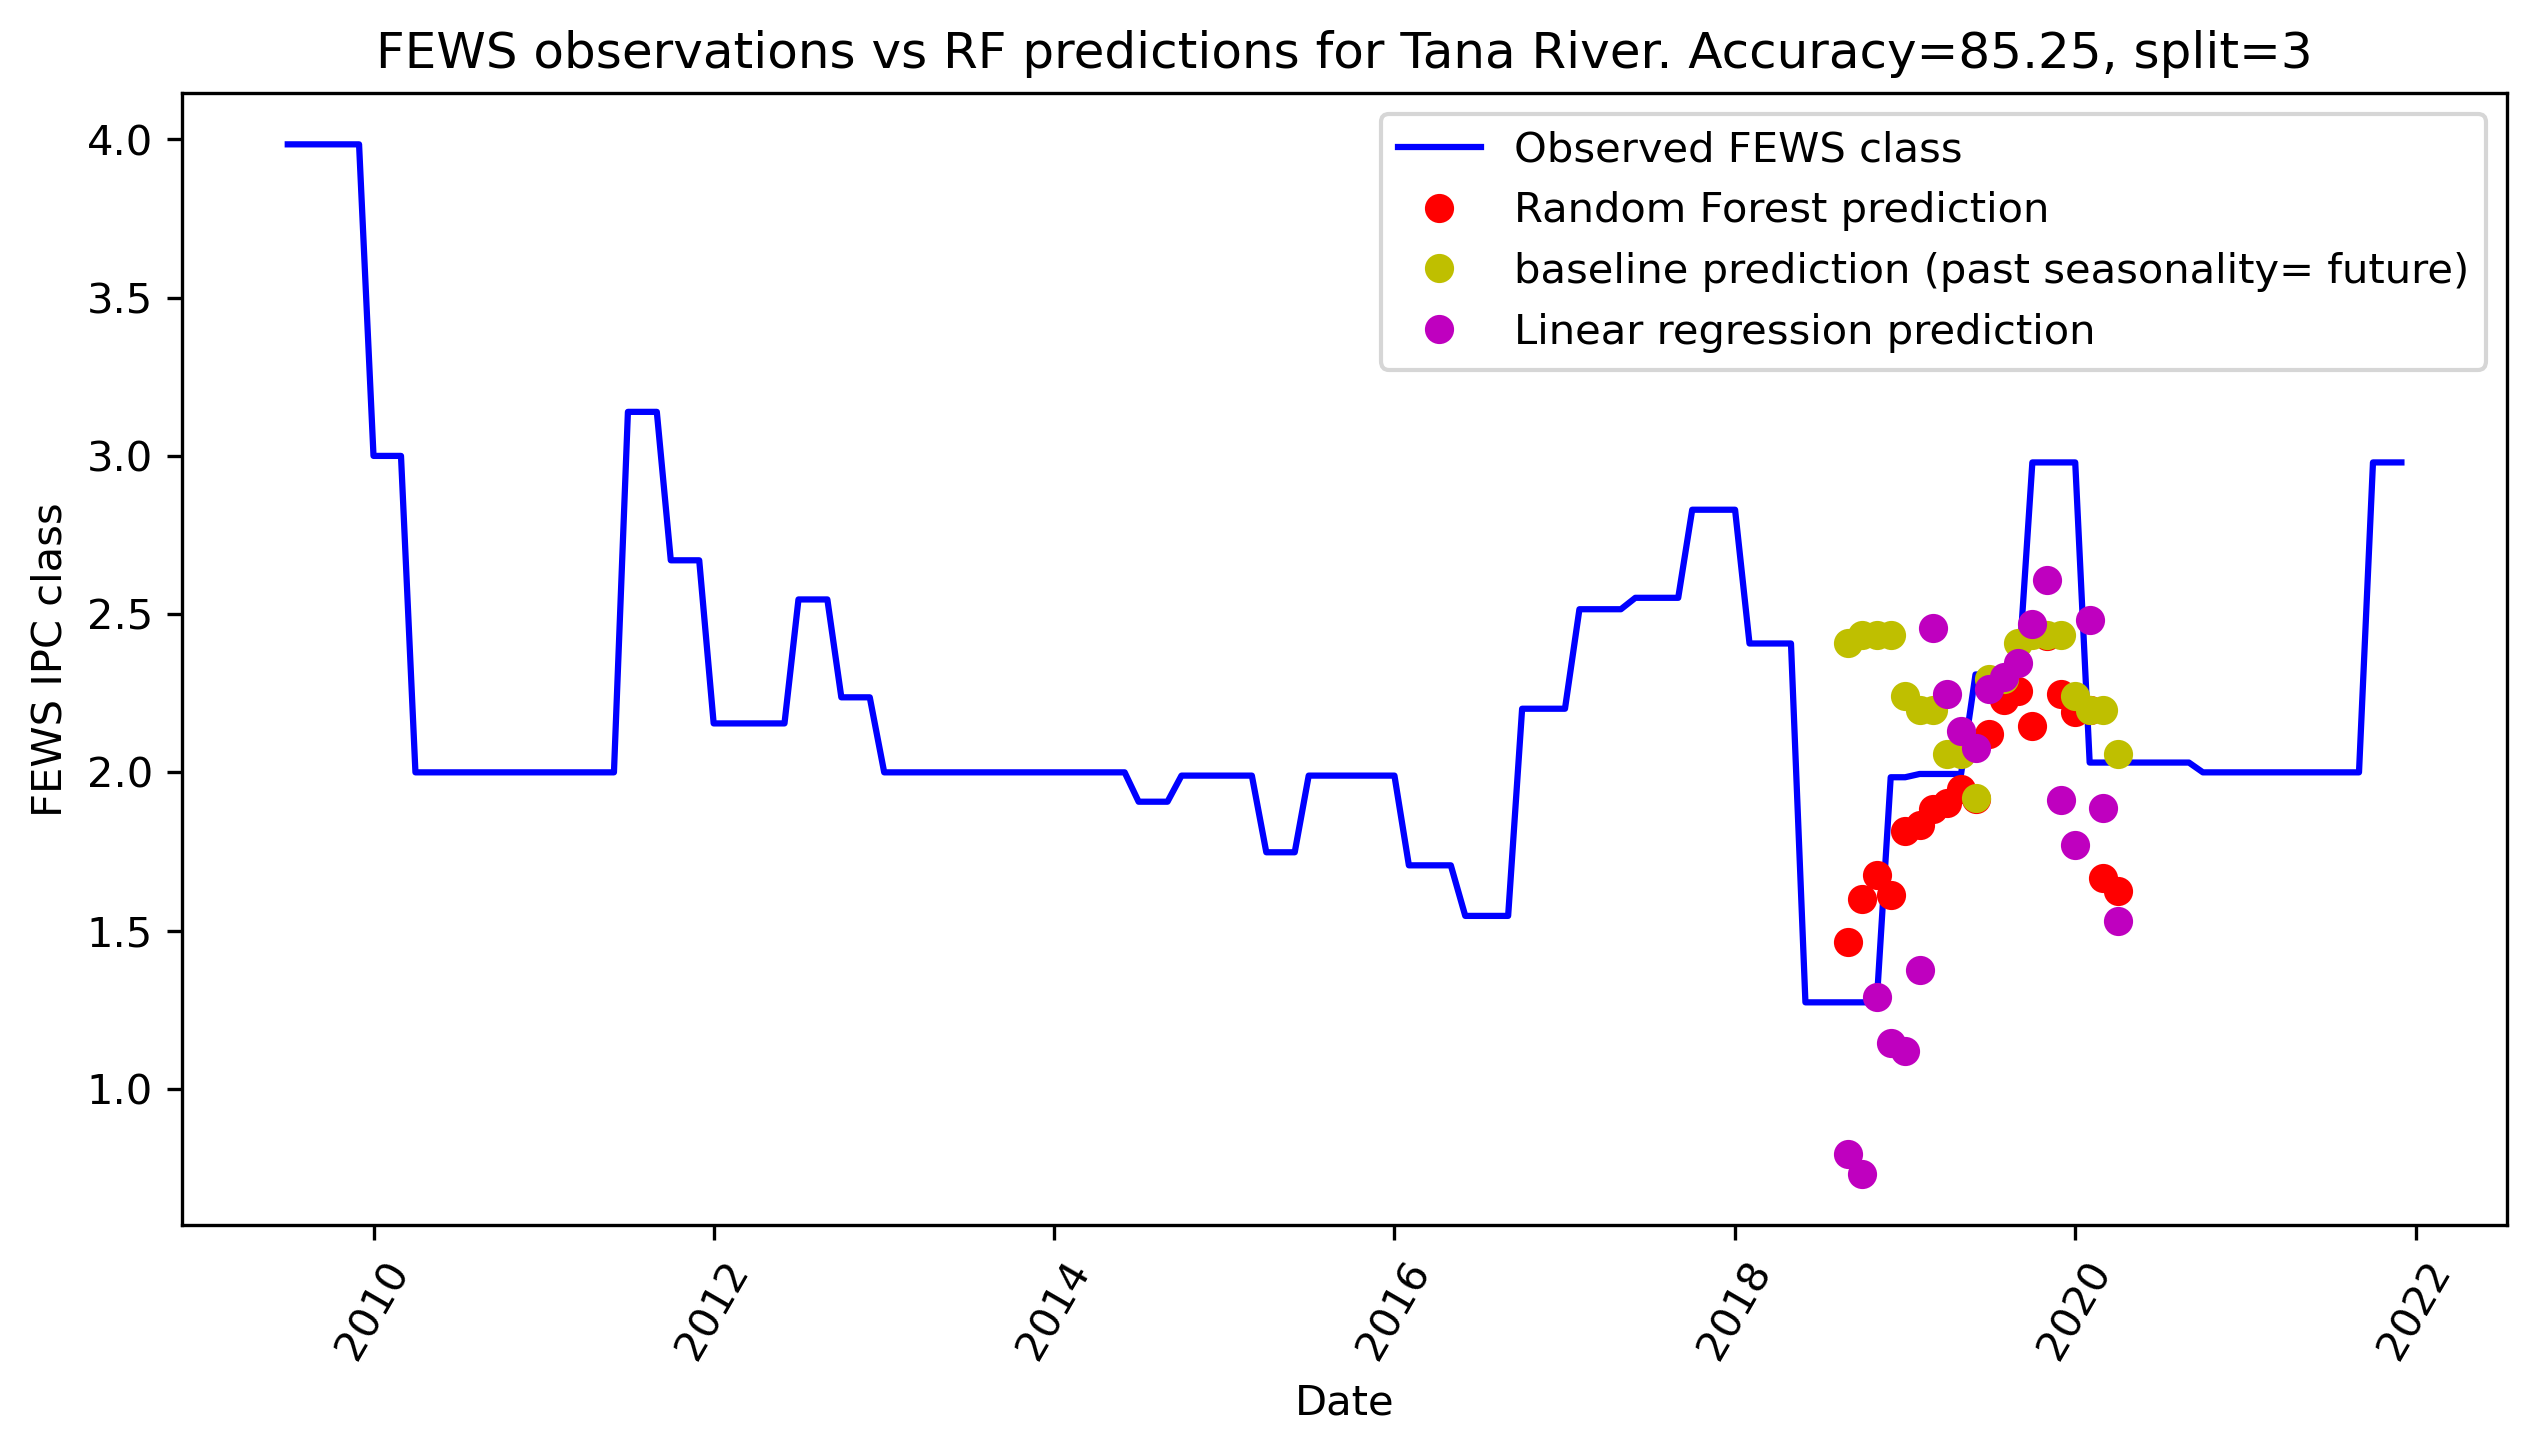 FEWS observations vs RF predictions for Tana River. Accuracy=85.25, split=3
Observed FEWS class
Random Forest prediction
baseline prediction (past seasonality= future)
Linear regression prediction
FEWS IPC class
4.0
3.5
3.0
2.5
2.0
1.5
1.0
2010
2012
2014
2016
2018
2020
2022
Date